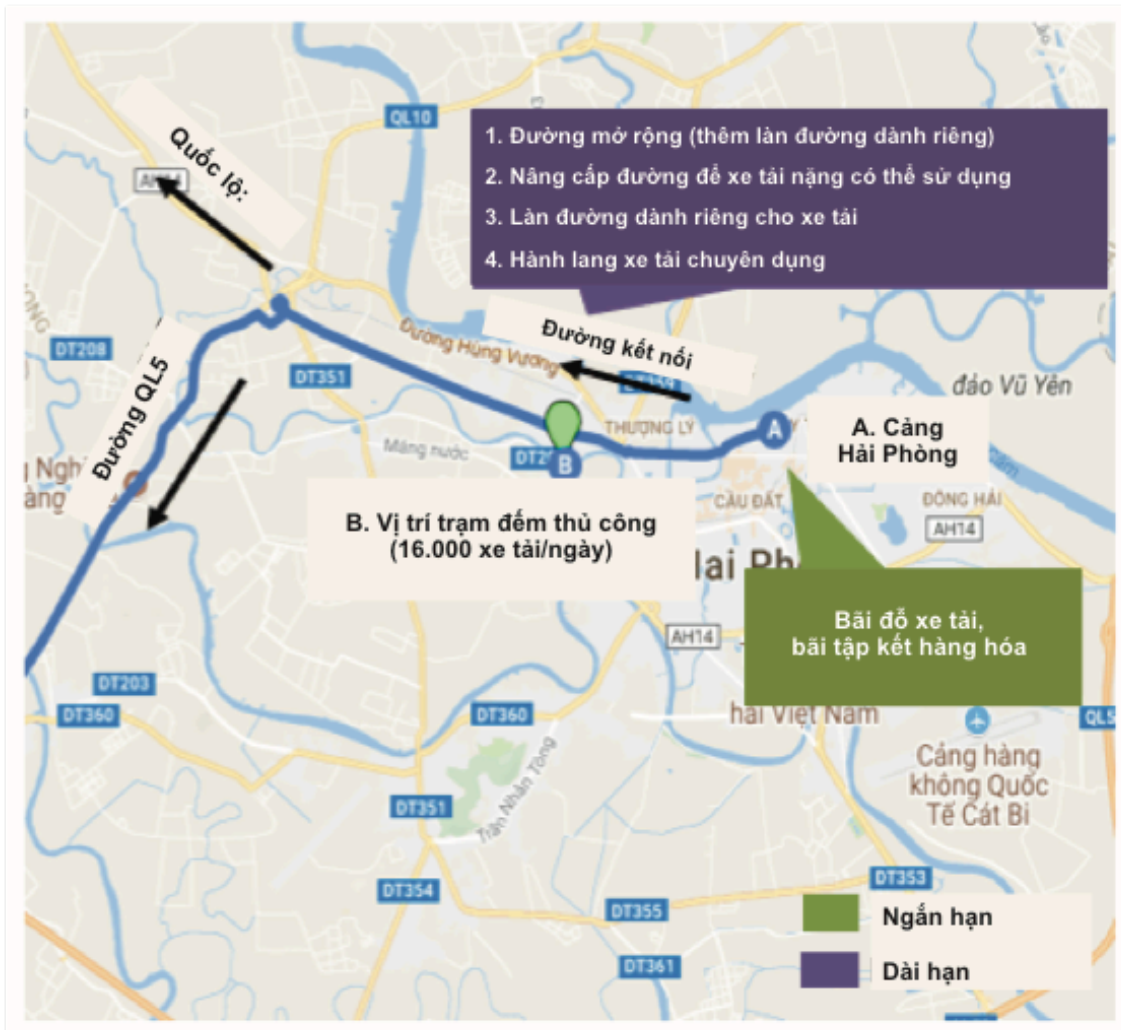 QL10
1. Đường mở rộng (thêm làn đường dành riêng)
2. Nâng cấp đường để xe tải nặng có thể sử dụng
3. Làn đường dành riêng cho xe tải
4. Hành lang xe tải chuyên dụng
Quốc lộ:
Đường kết nối
Đường Hùng Vương
DT208
DT351
đảo Vũ Yên
Đường QL5
THƯỢNG LÝ
A
A. Cảng
Hải Phòng
Máng nước
B
CẦU ĐẤT
ĐÔNG HẢI
AH14
B. Vị trí trạm đếm thủ công
(16.000 xe tải/ngày)
Bãi đỗ xe tải,
bãi tập kết hàng hóa
AH14
DT203
DT360
DT360
hải Việt Nam
QL5
Cảng hàng
không Quốc
Tế Cát Bi
DT351
Trần Nhân Tông
DT354
DT353
DT355
Ngắn hạn
DT361
Dài hạn